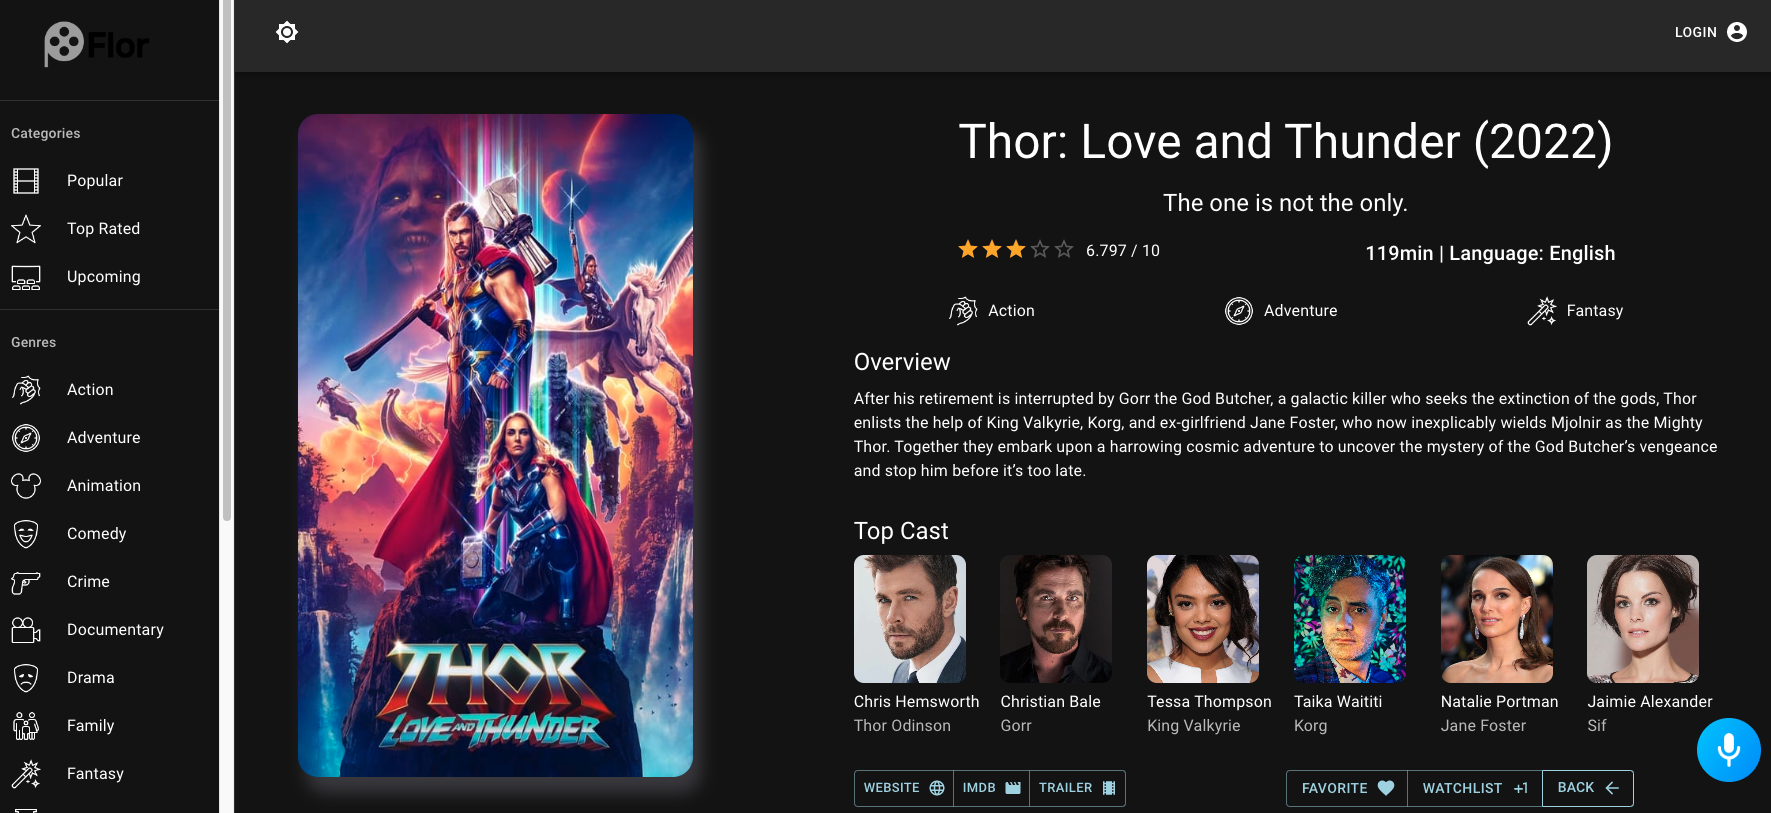 Flor
LOGIN
Categories
Popular
Top Rated
Upcoming
Genres
Action
Adventure
Animation
Comedy
Crime
Documentary
Drama
Family
Fantasy
THOR
LOVE AND THUNDER
Thor: Love and Thunder (2022)
The one is not the only.
6.797 / 10
119min | Language: English
Action
Adventure
Fantasy
Overview
After his retirement is interrupted by Gorr the God Butcher, a galactic killer who seeks the extinction of the gods, Thor
enlists the help of King Valkyrie, Korg, and ex-girlfriend Jane Foster, who now inexplicably wields Mjolnir as the Mighty
Thor. Together they embark upon a harrowing cosmic adventure to uncover the mystery of the God Butcher’s vengeance
and stop him before it’s too late.
Top Cast
Chris Hemsworth
Thor Odinson
Christian Bale
Gorr
Tessa Thompson
King Valkyrie
Taika Waititi
Korg
Natalie Portman
Jane Foster
Jaimie Alexander
Sif
WEBSITE
IMDB
TRAILER
FAVORITE
WATCHLIST +1
BACK